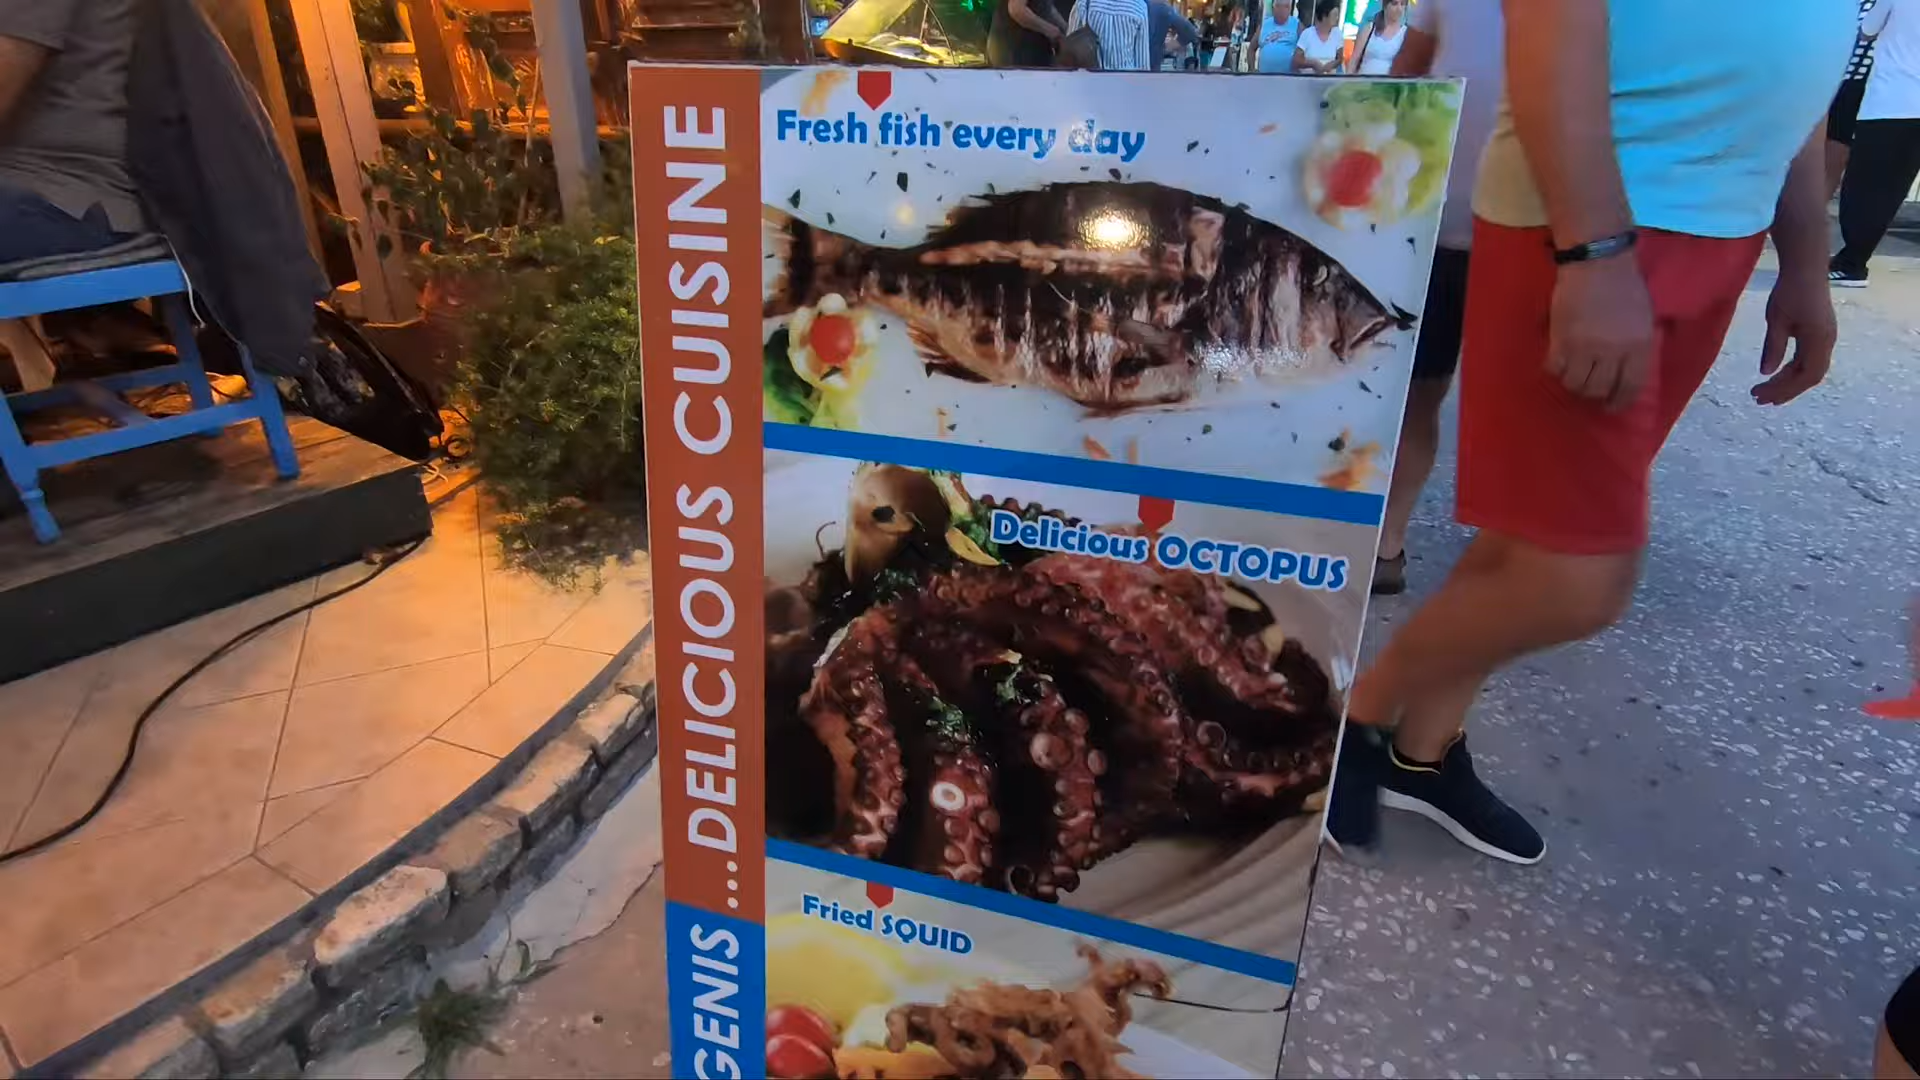 GENIS ...DELICIOUS CUISINE
Fresh fish every day
Delicious OCTOPUS
Fried SQUID